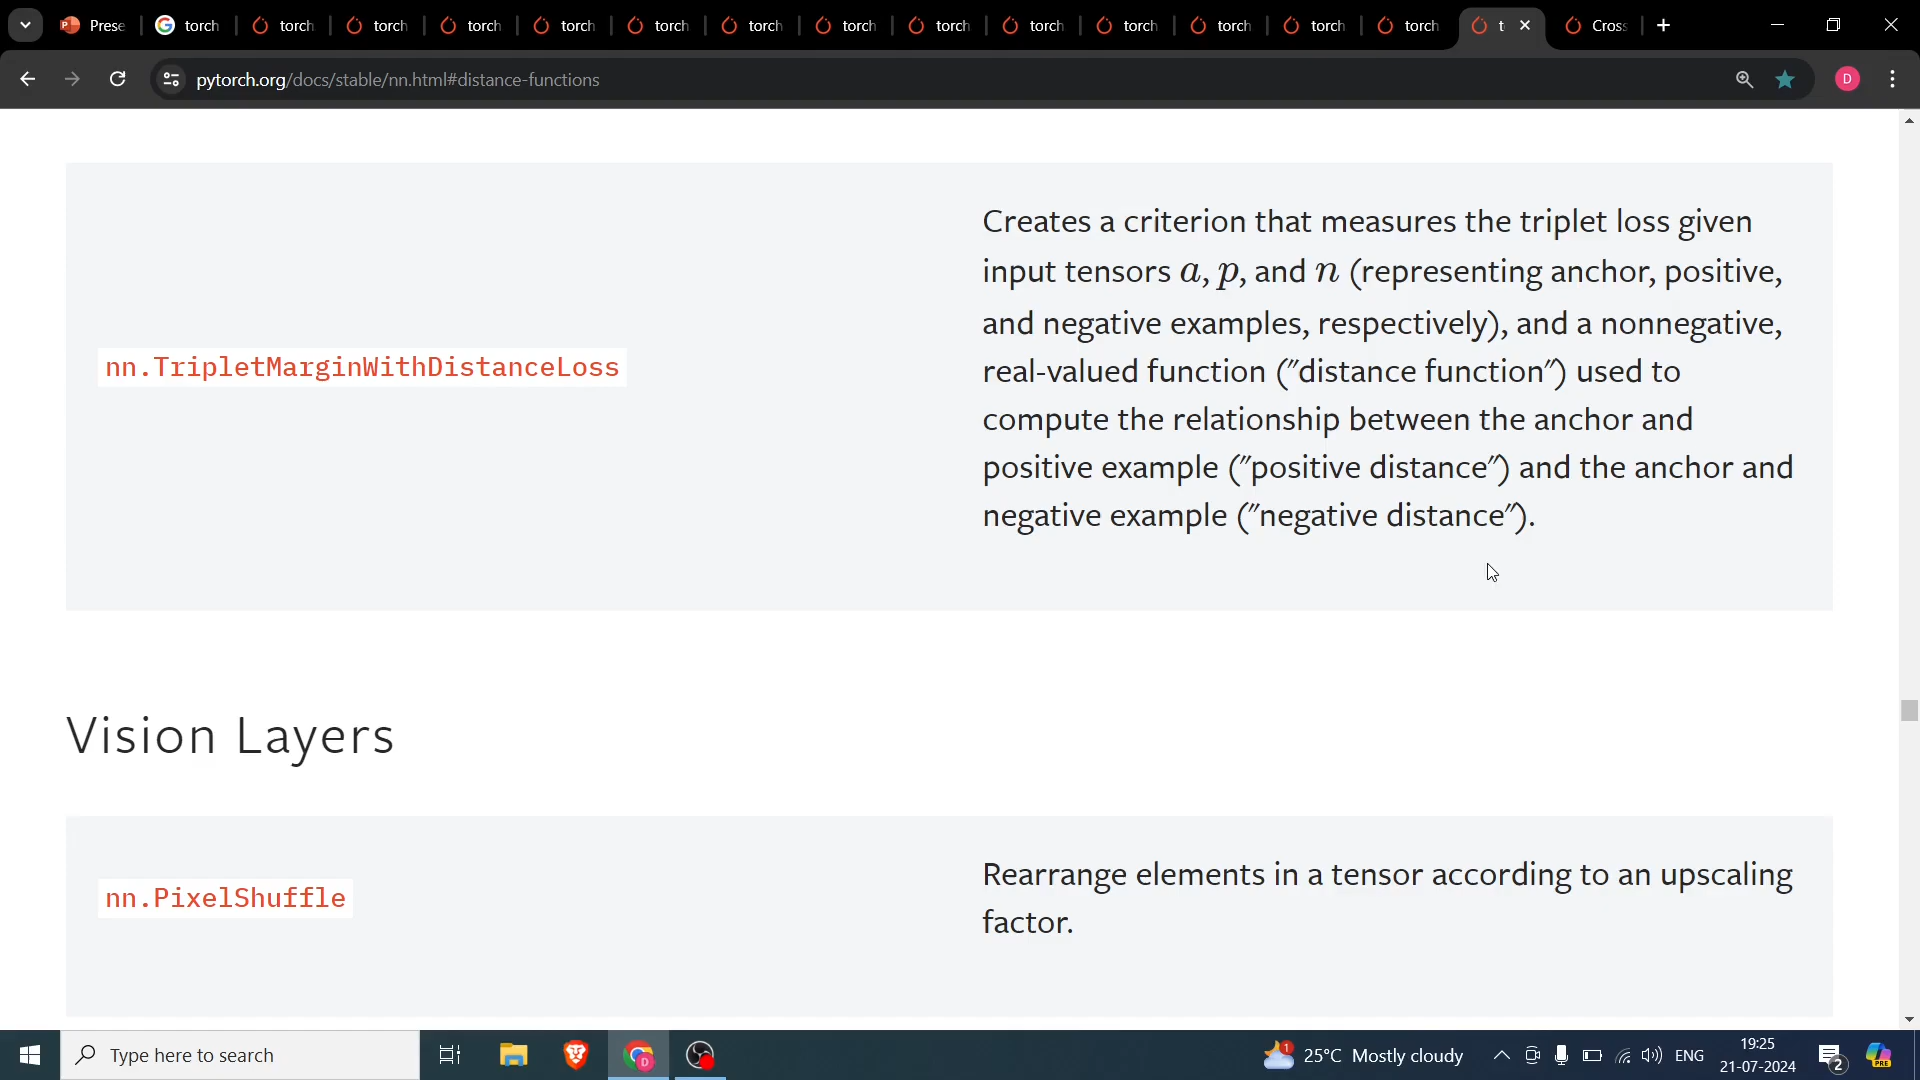 Prese torch torch torch torch torch torch torch torch torch torch torch torch torch torch t Cros
pytorch.org/docs/stable/nn.html#distance-functions
D
nn.TripletMarginWithDistanceLoss
Creates a criterion that measures the triplet loss given
input tensors a, p, and n (representing anchor, positive,
and negative examples, respectively), and a nonnegative,
real-valued function ("distance function") used to
compute the relationship between the anchor and
positive example ("positive distance") and the anchor and
negative example ("negative distance").
Vision Layers
nn.PixelShuffle
Rearrange elements in a tensor according to an upscaling
factor.
Type here to search
D
1
25°C Mostly cloudy
ENG
19:25
21-07-2024
2
PRE